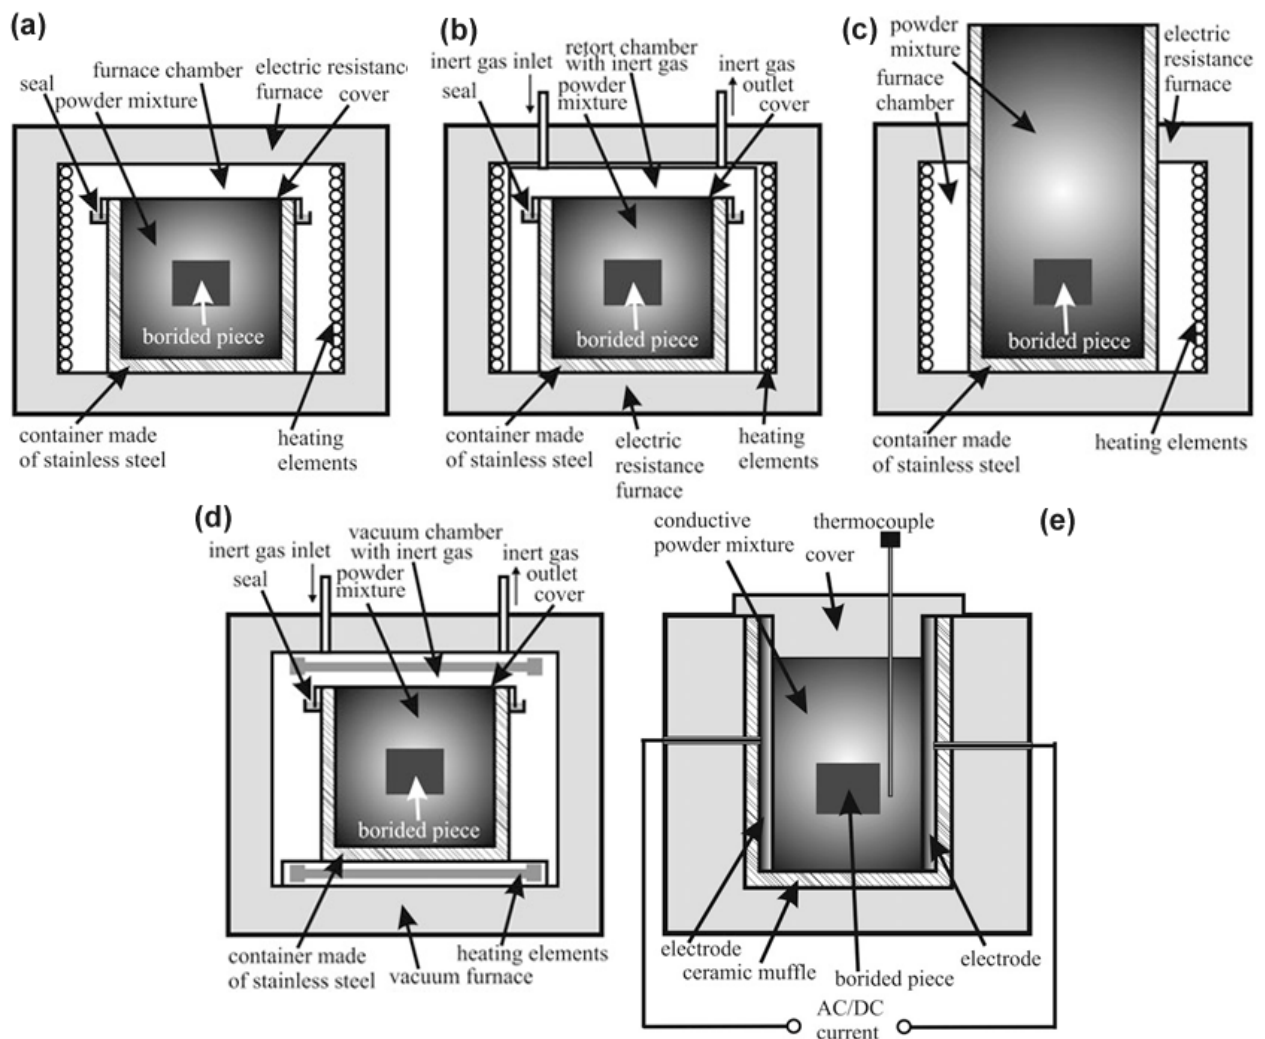 (a)
seal
furnace chamber
powder mixture
electric resistance
furnace
cover
borided piece
container made
of stainless steel
heating
elements
(b)
inert gas inlet
seal
retort chamber
with inert gas
powder
mixture
inert gas
outlet
cover
borided piece
container made
of stainless steel
electric
resistance
furnace
heating
elements
(c)
powder
mixture
furnace
chamber
electric
resistance
furnace
borided piece
container made
of stainless steel
heating elements
(d)
inert gas inlet
seal
vacuum chamber
with inert gas
powder
mixture
inert gas
outlet
cover
borided piece
container made
of stainless steel
heating elements
vacuum furnace
(e)
conductive
powder mixture
thermocouple
cover
electrode
ceramic muffle
borided piece
electrode
AC/DC
current